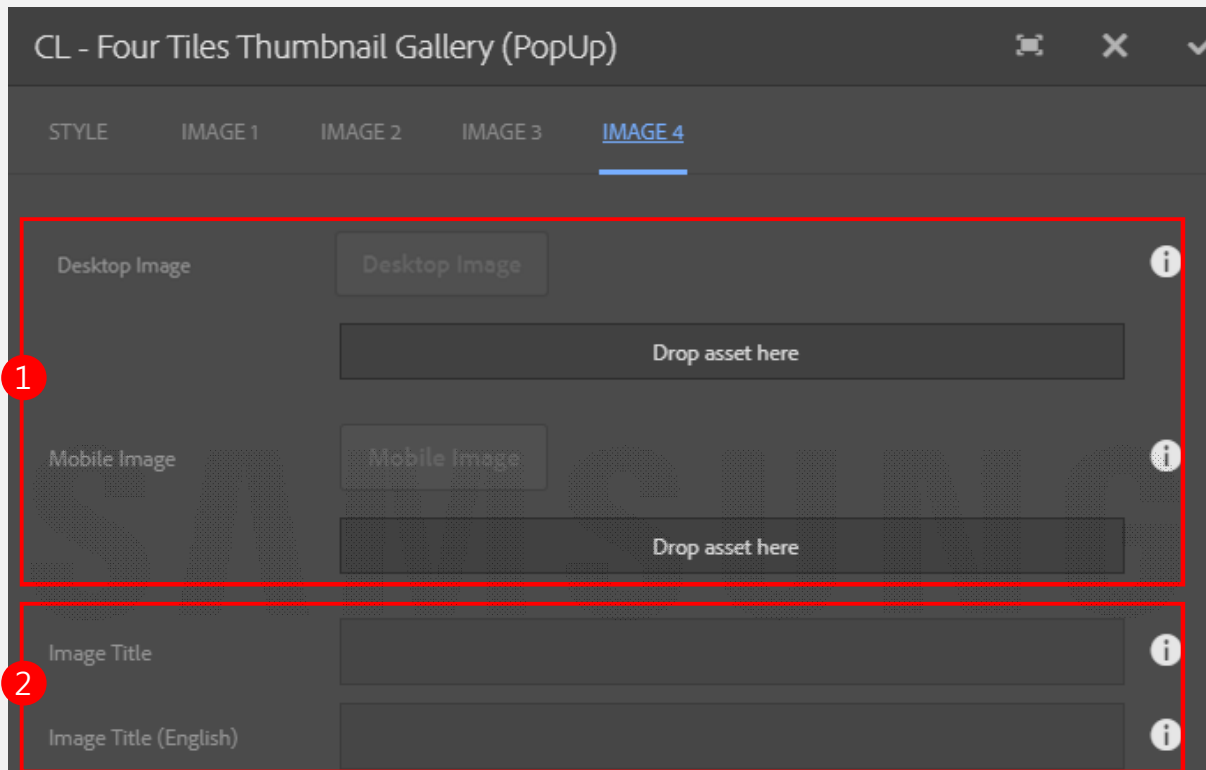 CL - Four Tiles Thumbnail Gallery (PopUp)
STYLE IMAGE 1 IMAGE 2 IMAGE 3 IMAGE 4
Desktop Image Desktop Image
Drop asset here
1
Mobile Image Mobile Image
SAMSUNG
Drop asset here
Image Title
2
Image Title (English)